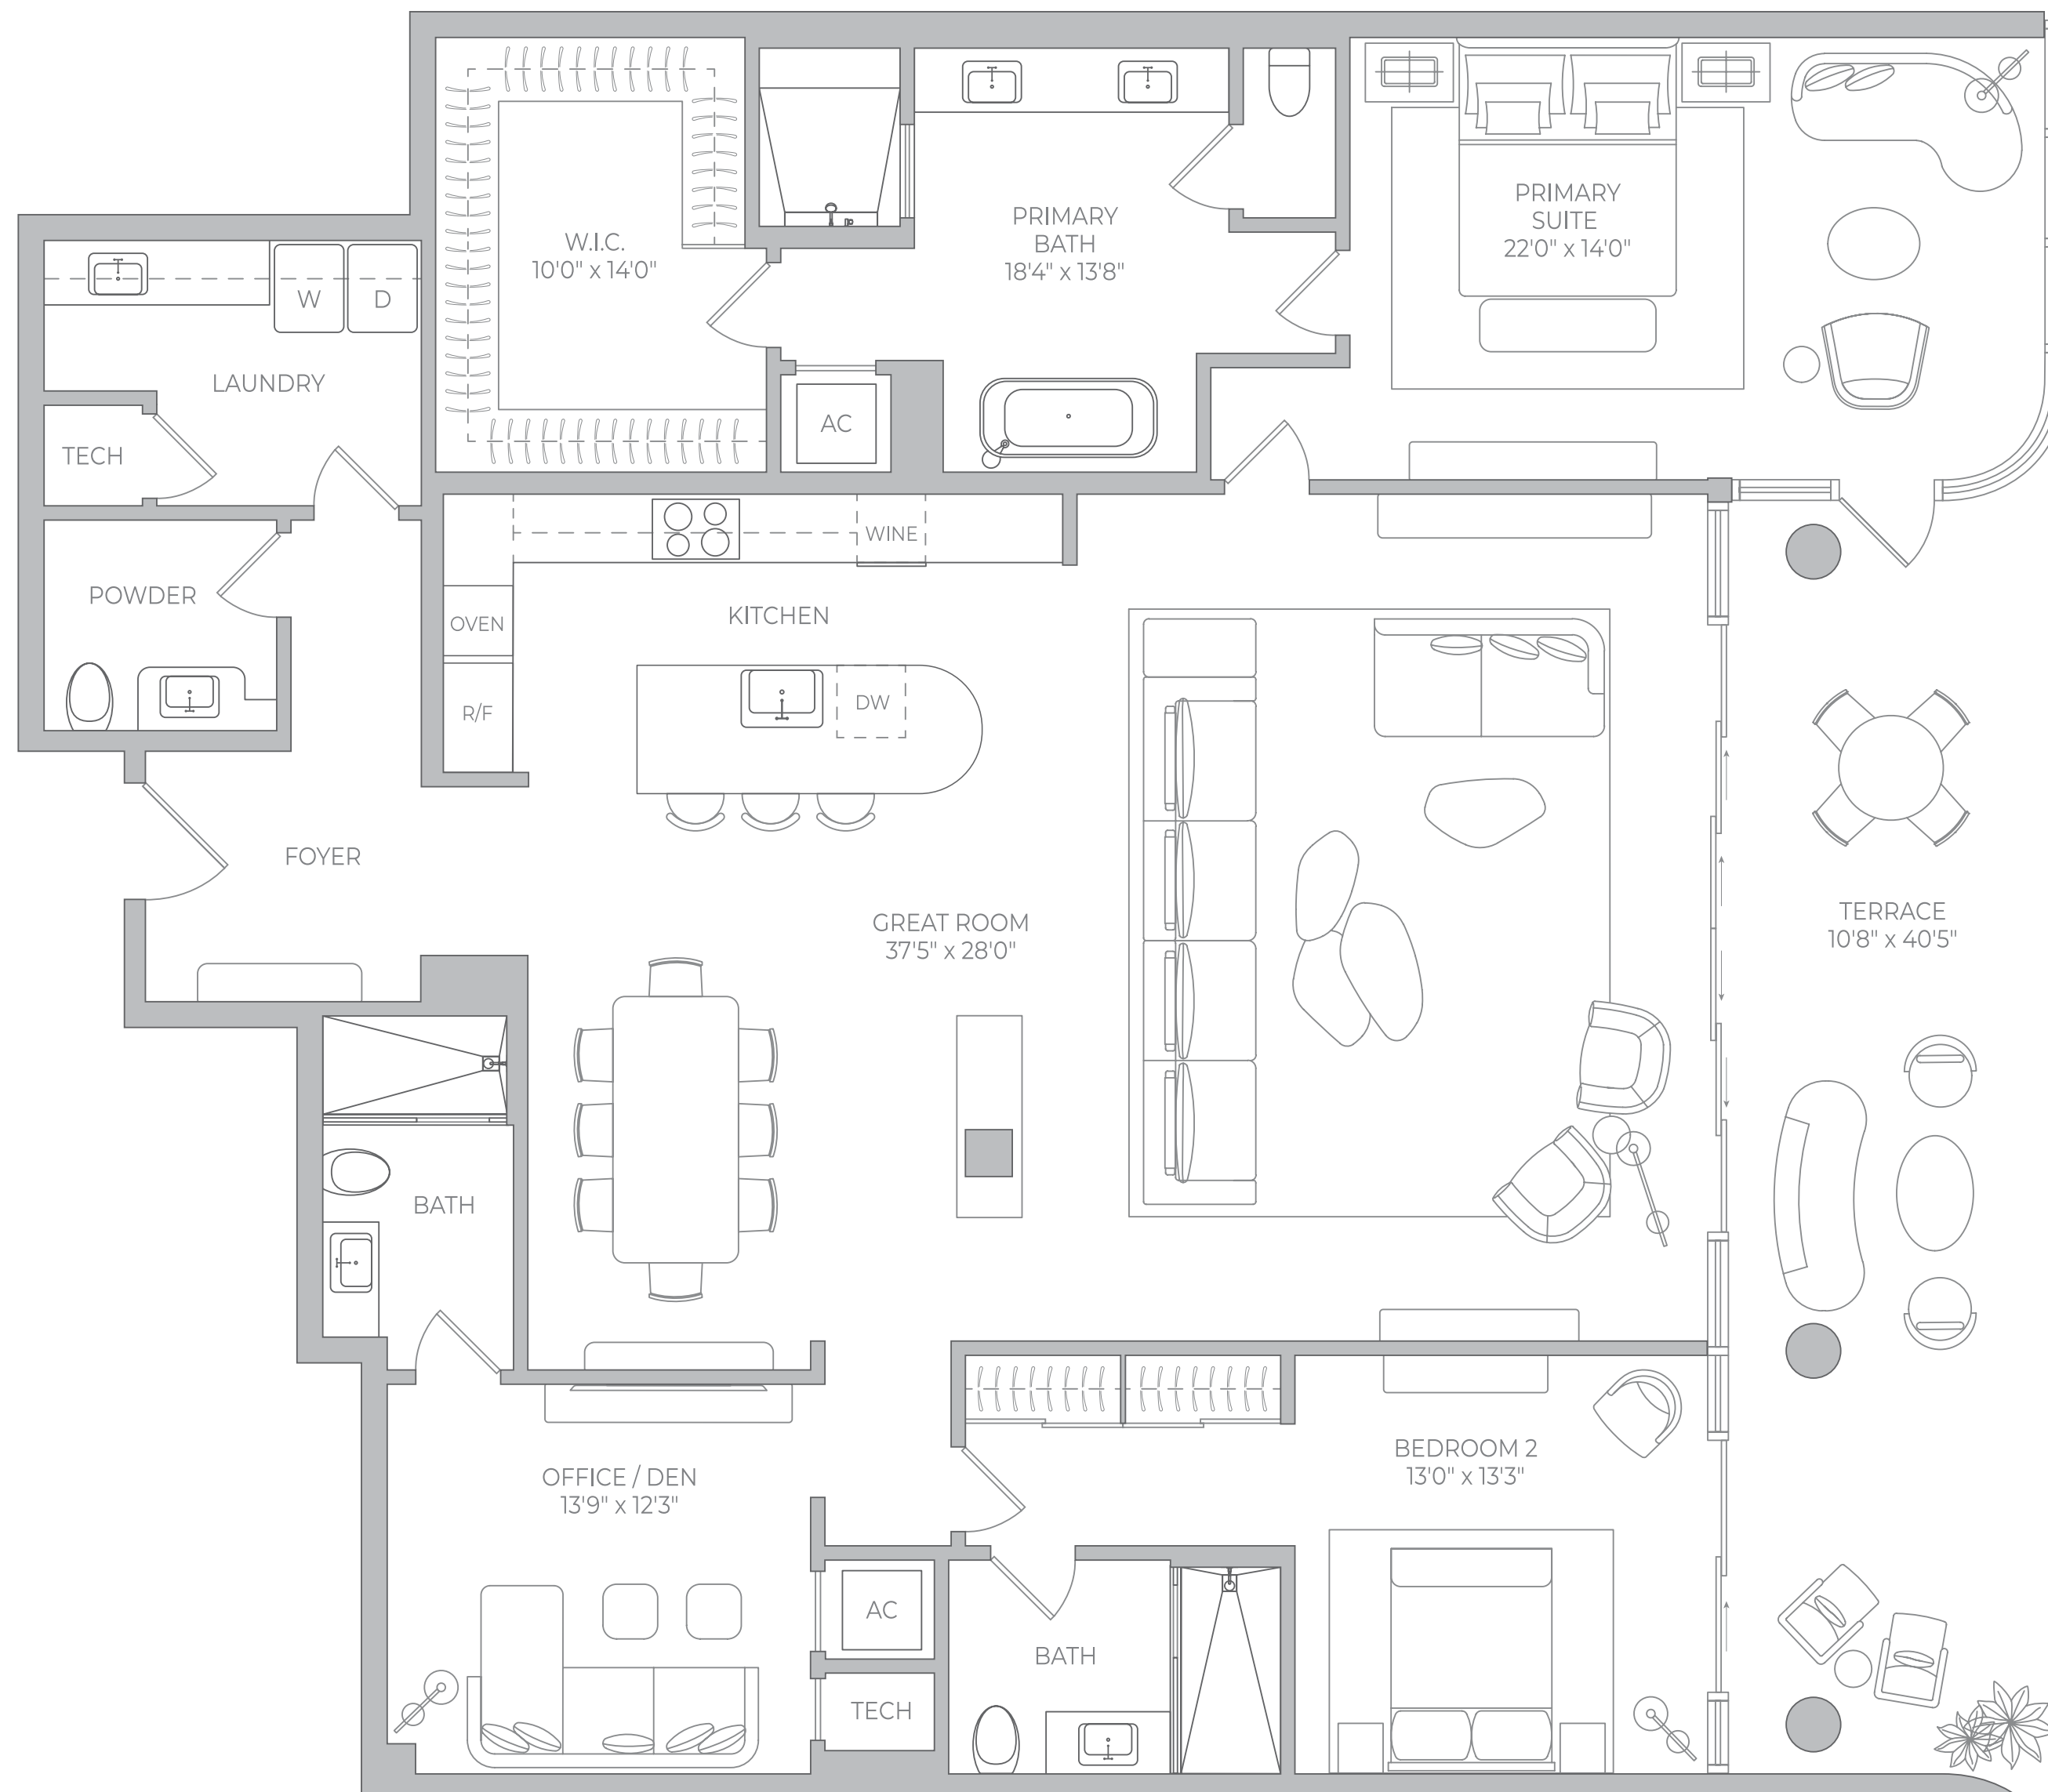 W.I.C.
10'0" x 14'0"
PRIMARY
BATH
18'4" x 13'8"
PRIMARY
SUITE
22'0" x 14'0"
W
D
LAUNDRY
TECH
AC
POWDER
OVEN
R/F
WINE
KITCHEN
DW
FOYER
GREAT ROOM
37'5" x 28'0"
TERRACE
10'8" x 40'5"
BATH
OFFICE / DEN
13'9" x 12'3"
BEDROOM 2
13'0" x 13'3"
AC
TECH
BATH